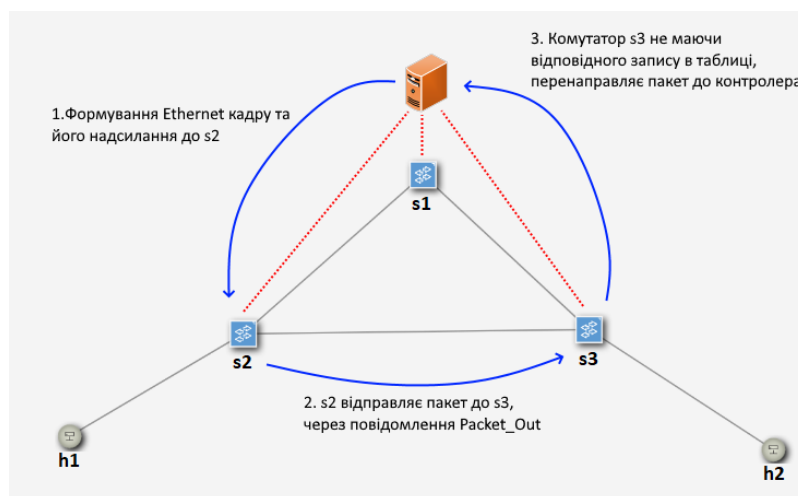 3. Комутатор s3 не маючи
відповідного запису в таблиці,
перенаправляє пакет до контролера
1.Формування Ethernet кадру та
його надсилання до s2
s1
s2
s3
2. s2 відправляє пакет до s3,
через повідомлення Packet_Out
h1
h2